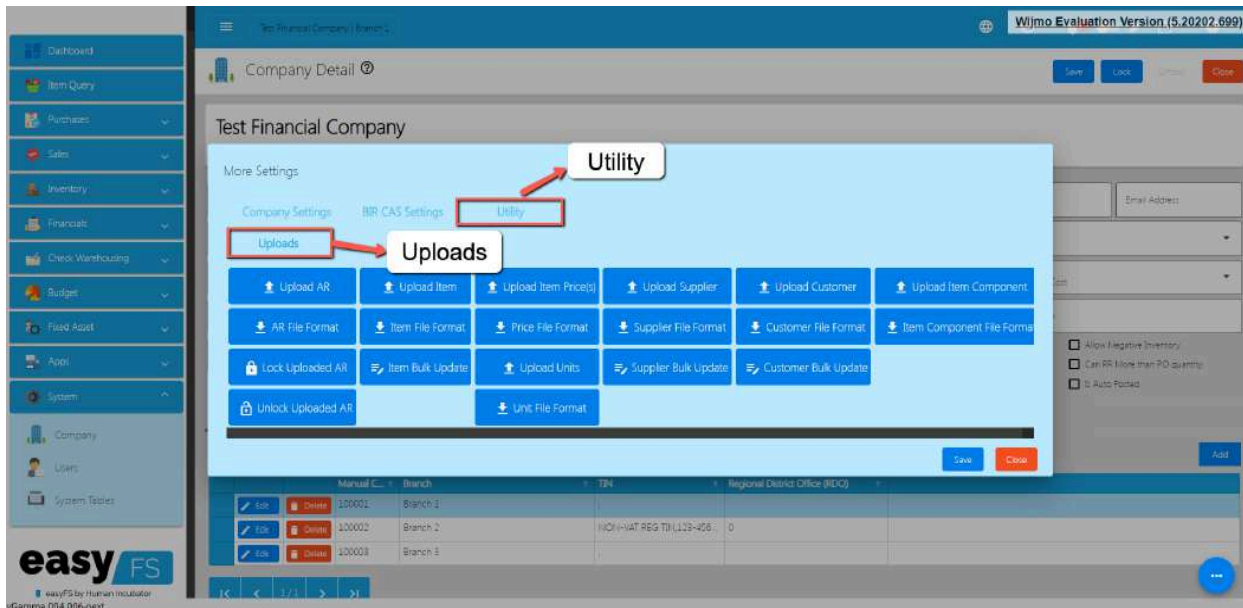 Test Financial Company | Branch 1
Wijmo Evaluation Version (5.20202.699)
Dashboard
Item Query
Purchases
Sales
Inventory
Financials
Check Warehousing
Budget
Fixed Asset
Apps
System
Company
Users
System Tables
easyFS
easyFS by Human Incubator
Company Detail
Save
Lock
Unlock
Close
Test Financial Company
More Settings
Utility
Company Settings
BIR CAS Settings
Utility
Uploads
Uploads
Upload AR
Upload Item
Upload Item Price(s)
Upload Supplier
Upload Customer
Upload Item Component
AR File Format
Item File Format
Price File Format
Supplier File Format
Customer File Format
Item Component File Forma
Lock Uploaded AR
Item Bulk Update
Upload Units
Supplier Bulk Update
Customer Bulk Update
Unlock Uploaded AR
Unit File Format
Save
Close
Email Address
Cost
Allow Negative Inventory
Can RR More than PO quantity
Is Auto Posted
Add
Manual C...
Branch
TIN
Regional District Office (RDO)
Edit
Delete
100001
Branch 1
Edit
Delete
100002
Branch 2
NON-VAT REG TIN,123-456...
0
Edit
Delete
100003
Branch 3
1/1